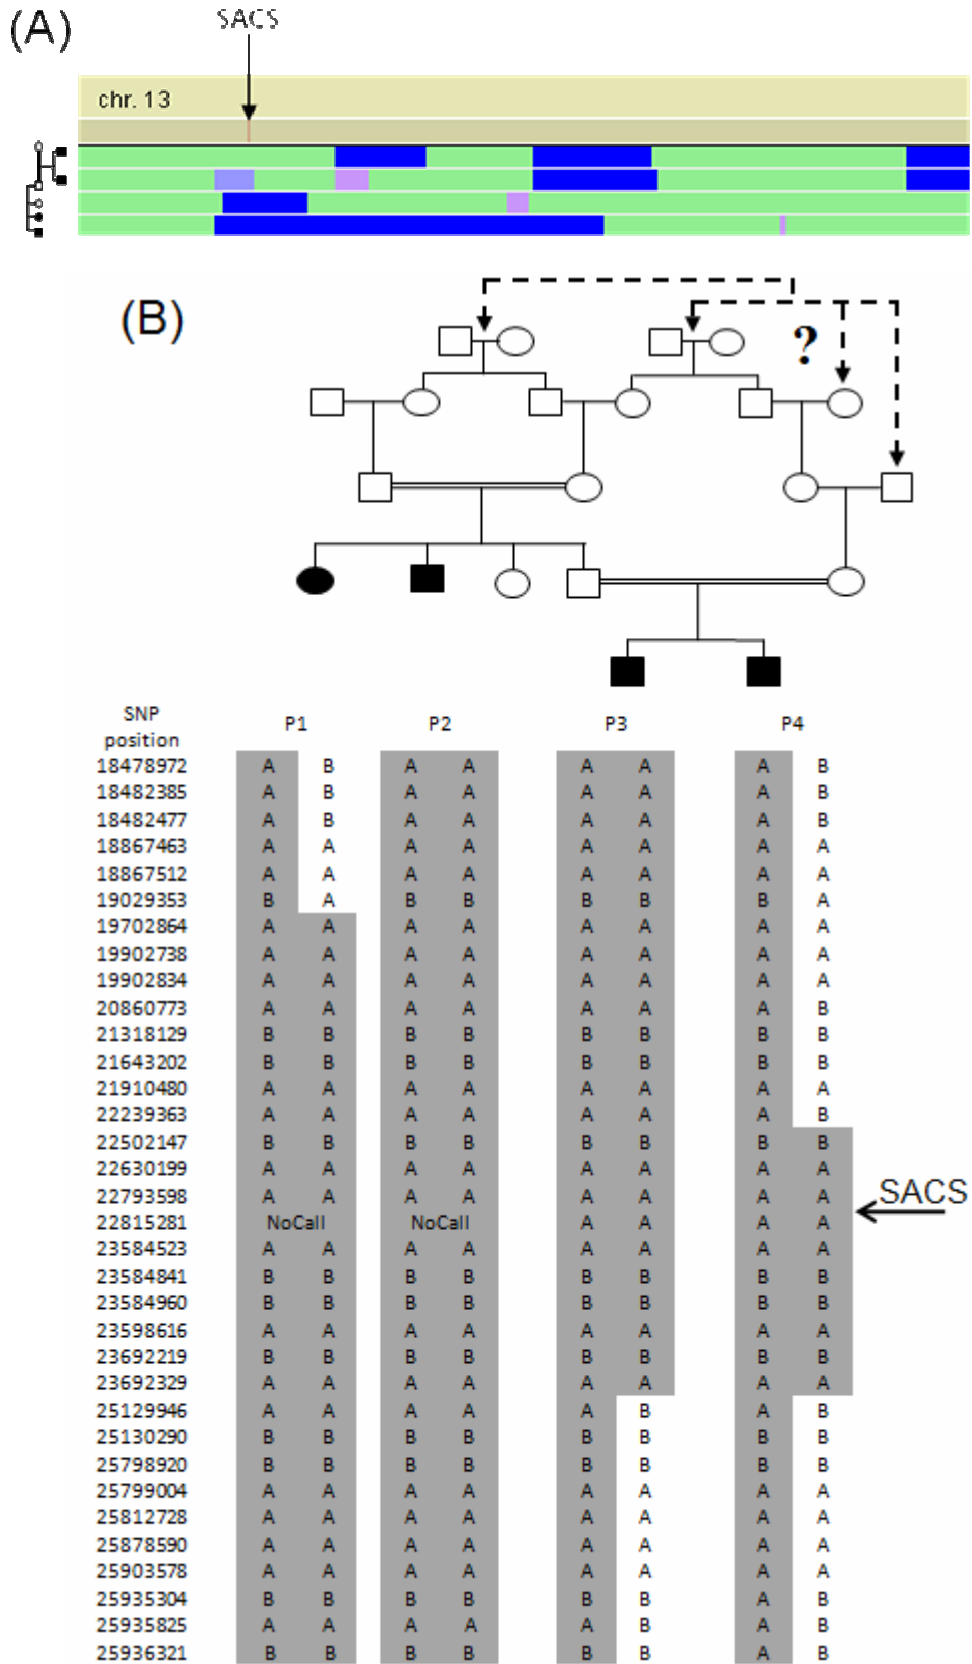 (A)
SACS
chr. 13
(B)
?
SNP position P1 P2 P3 P4
18478972 A B A A A A A B
18482385 A B A A A A A B
18482477 A B A A A A A B
18867463 A A A A A A A A
18867512 A A A A A A A A
19029353 B A B B B B B A
19702864 A A A A A A A A
19902738 A A A A A A A A
19902834 A A A A A A A A
20860773 A A A A A A A B
21318129 B B B B B B B B
21643202 B B B B B B B B
21910480 A A A A A A A A
22239363 A A A A A A A B
22502147 B B B B B B B B
22630199 A A A A A A A A
22793598 A A A A A A A A
SACS
22815281 NoCall NoCall A A A A
23584523 A A A A A A A A
23584841 B B B B B B B B
23584960 B B B B B B B B
23598616 A A A A A A A A
23692219 B B B B B B B B
23692329 A A A A A A A A
25129946 A A A A A B A B
25130290 B B B B B B B B
25798920 B B B B B B B B
25799004 A A A A A A A A
25812728 A A A A A A A A
25878590 A A A A A A A A
25903578 A A A A A A A A
25935304 B B B B B B A B
25935825 A A A A A B A B
25936321 B B B B B B A B